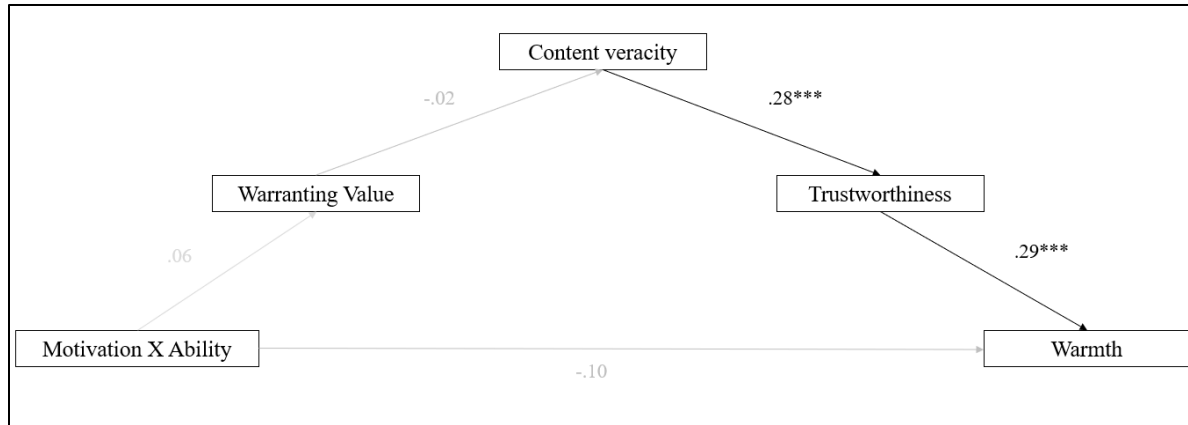 Content veracity
-.02
.28***
Warranting Value
Trustworthiness
.06
.29***
Motivation X Ability
Warmth
-.10